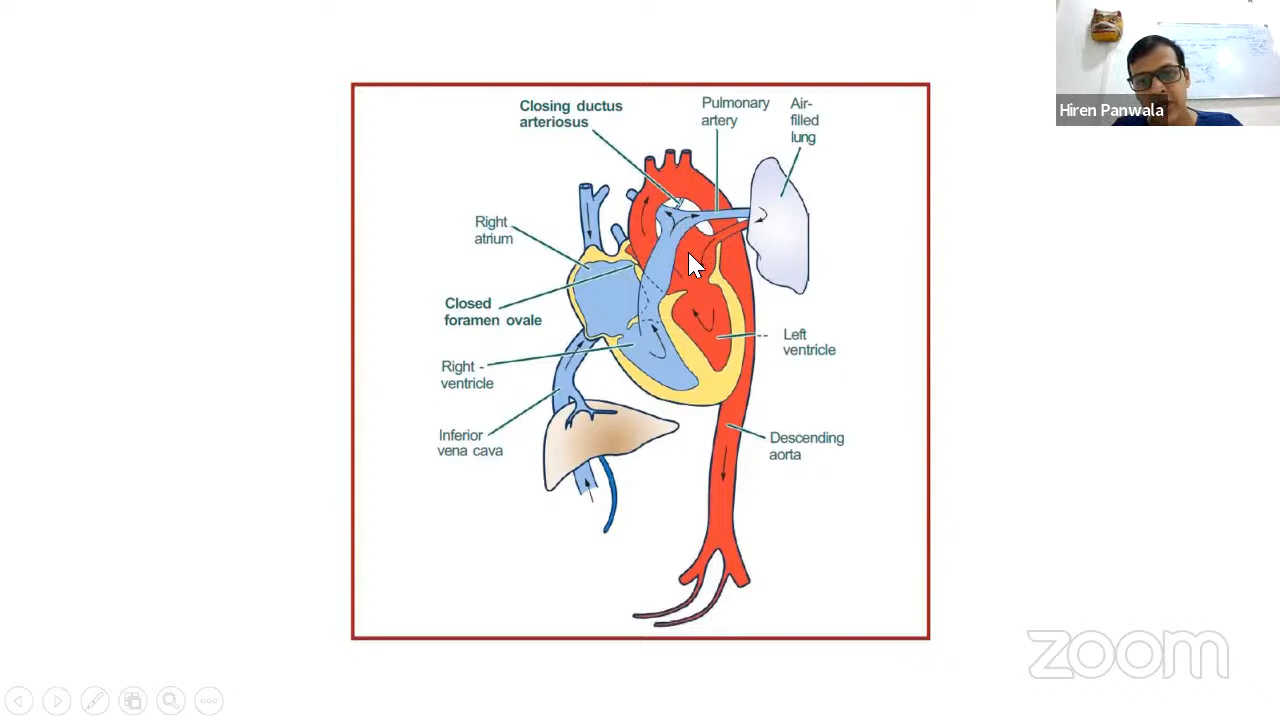 Closing ductus
arteriosus
Pulmonary
artery
Air-
filled
lung
Right
atrium
Closed
foramen ovale
Right -
ventricle
Left
ventricle
Inferior
vena cava
Descending
aorta
Hiren Panwala
zoom